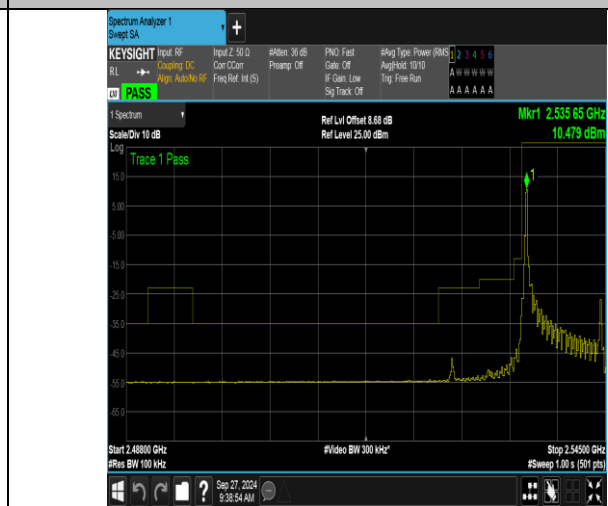 Spectrum Analyzer 1
Swept SA
+
KEYSIGHT
RL
Input: RF
Coupling: DC
Align: Auto/No RF
Input Z: 50 Ω
Corr CCorr
Freq Ref: Int (S)
#Atten: 36 dB
Preamp: Off
PNO: Fast
Gate: Off
IF Gain: Low
Sig Track: Off
#Avg Type: Power (RMS
Avg|Hold: 10/10
Trig: Free Run
1 2 3 4 5 6
A W W W W W
A A A A A A
PASS
1 Spectrum
Scale/Div 10 dB
Ref Lvl Offset 8.68 dB
Ref Level 25.00 dBm
Mkr1 2.535 65 GHz
10.479 dBm
Log
Trace 1 Pass
1
15.0
5.00
-5.00
-15.0
-25.0
-35.0
-45.0
-55.0
-65.0
Start 2.48800 GHz
#Res BW 100 kHz
#Video BW 300 kHz*
Stop 2.54500 GHz
#Sweep 1.00 s (501 pts)
?
Sep 27, 2024
9:38:54 AM